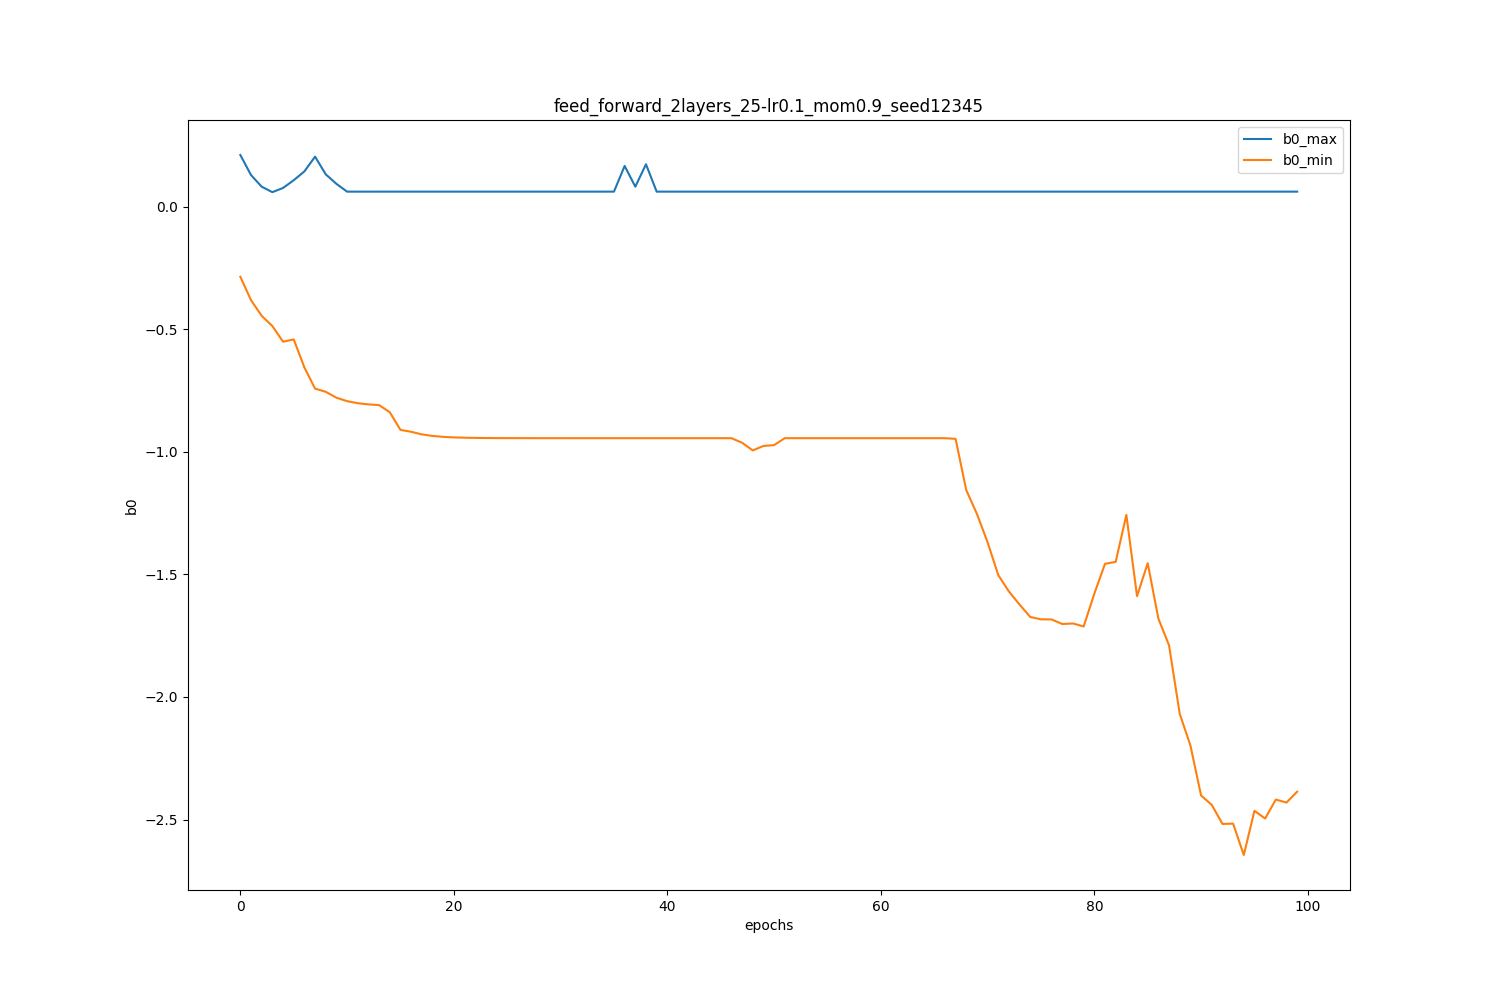 feed_forward_2layers_25-lr0.1_mom0.9_seed12345
b0_max
b0_min
0.0
−0.5
−1.0
−1.5
−2.0
−2.5
b0
0 20 40 60 80 100
epochs